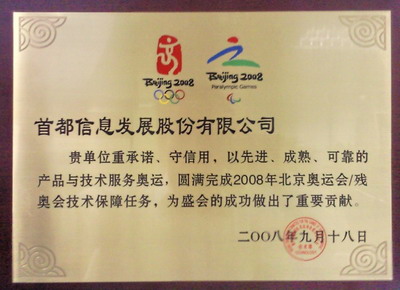 Beijing 2008
Beijing 2008
Paralympic Games
首都信息发展股份有限公司
贵单位重承诺、守信用，以先进、成熟、可靠的
产品与技术服务奥运，圆满完成2008年北京奥运会/残
奥会技术保障任务，为盛会的成功做出了重要贡献。
二〇〇八年九月十八日